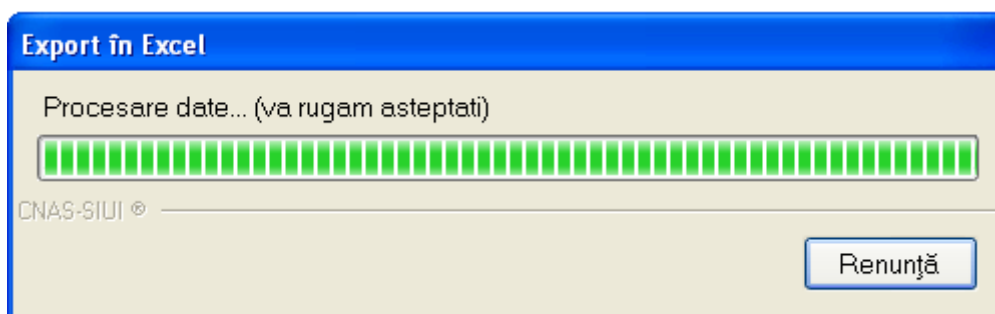 Export în Excel
Procesare date... (va rugam asteptati)
CNAS-SIUI ®
Renunţă